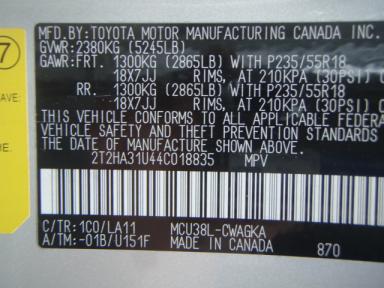 MFD.BY:TOYOTA MOTOR MANUFACTURING CANADA INC.
GVWR:2380KG (5245LB)
GAWR:FRT. 1300KG (2865LB) WITH P235/55R18
18X7JJ RIMS, AT 210KPA (30PSI)
RR. 1300KG (2865LB) WITH P235/55R18
18X7JJ RIMS, AT 210KPA (30PSI)
THIS VEHICLE CONFORMS TO ALL APPLICABLE
VEHICLE SAFETY AND BUMPER STANDARDS
THE DATE OF MANUFACTURE SHOWN ABOVE.
2T2HA31U44C018835 MPV
C/TR:1C0/LA11 MCU38L-CWAGKA
A/TM:-01B/U151F MADE IN CANADA 870
7
AVE: